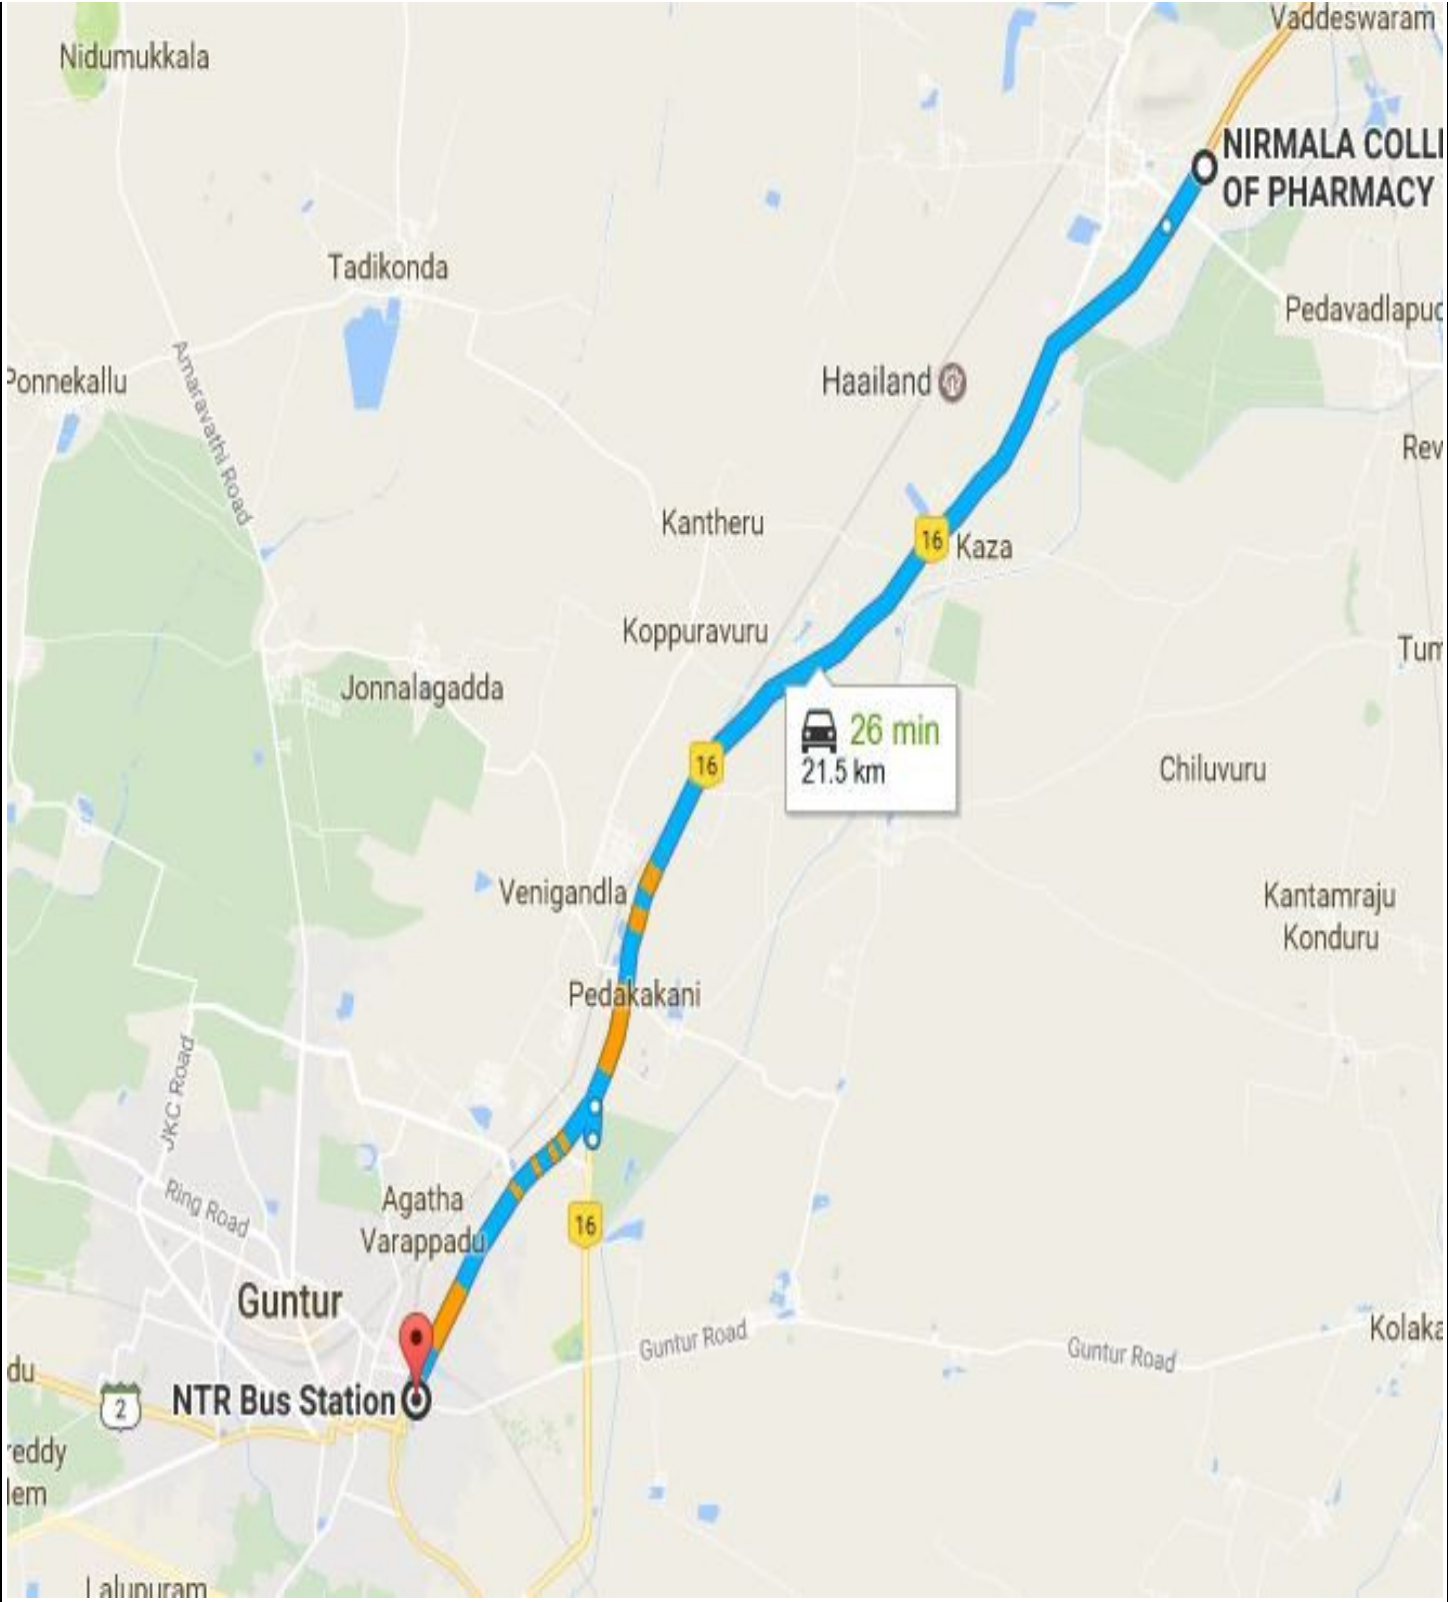 Vaddeswaram
Nidumukkala
NIRMALA COLL
OF PHARMACY
Tadikonda
Pedavadlapud
Ponnekallu
Amaravathi Road
Haailand
Rev
Kantheru
16
Kaza
Koppuravuru
Tum
Jonnalagadda
26 min
21.5 km
16
Chiluvuru
Venigandla
Kantamraju
Konduru
Pedakakani
JKC Road
Ring Road
Agatha
Varappadu
16
Guntur
Guntur Road
Guntur Road
Kolaka
du
2
NTR Bus Station
reddy
lem
Lalupuram